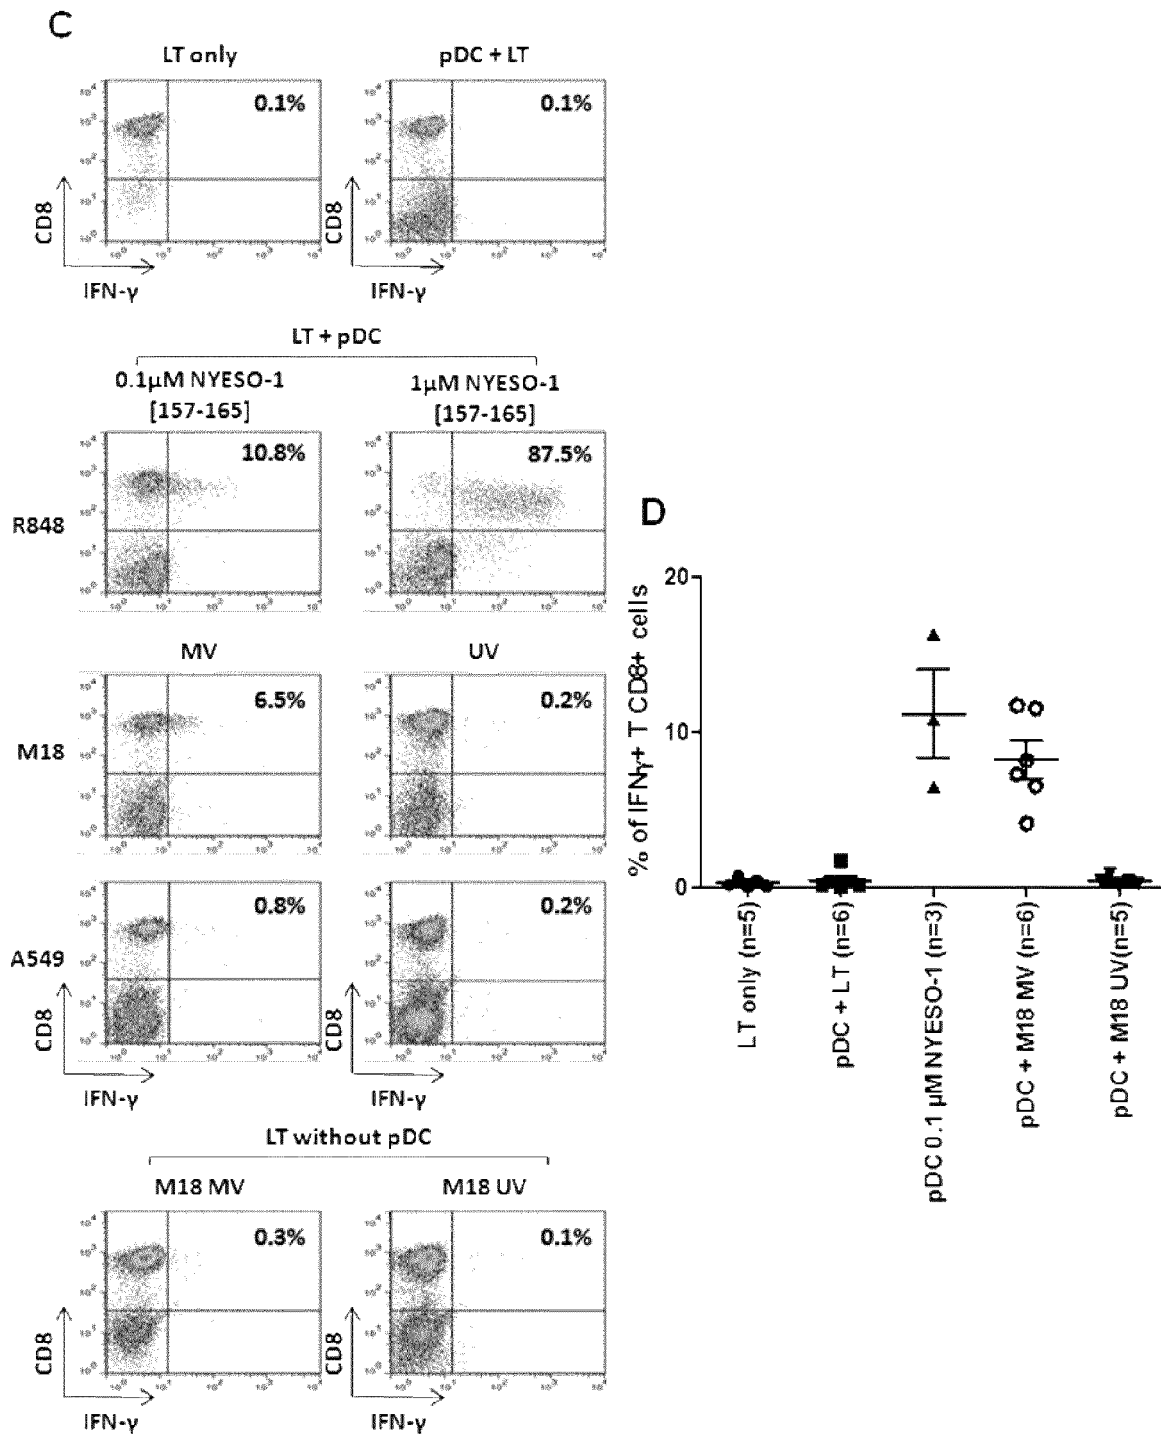 C
LT only
pDC + LT
0.1%
0.1%
CD8
CD8
IFN-γ
IFN-γ
LT + pDC
0.1µM NYESO-1
[157-165]
1µM NYESO-1
[157-165]
R848
10.8%
87.5%
MV
UV
M18
6.5%
0.2%
A549
0.8%
0.2%
CD8
CD8
IFN-γ
IFN-γ
LT without pDC
M18 MV
M18 UV
0.3%
0.1%
CD8
CD8
IFN-γ
IFN-γ
D
% of IFNγ+ T CD8+ cells
20
10
0
LT only (n=5)
pDC + LT (n=6)
pDC 0.1 µM NYESO-1 (n=3)
pDC + M18 MV (n=6)
pDC + M18 UV(n=5)